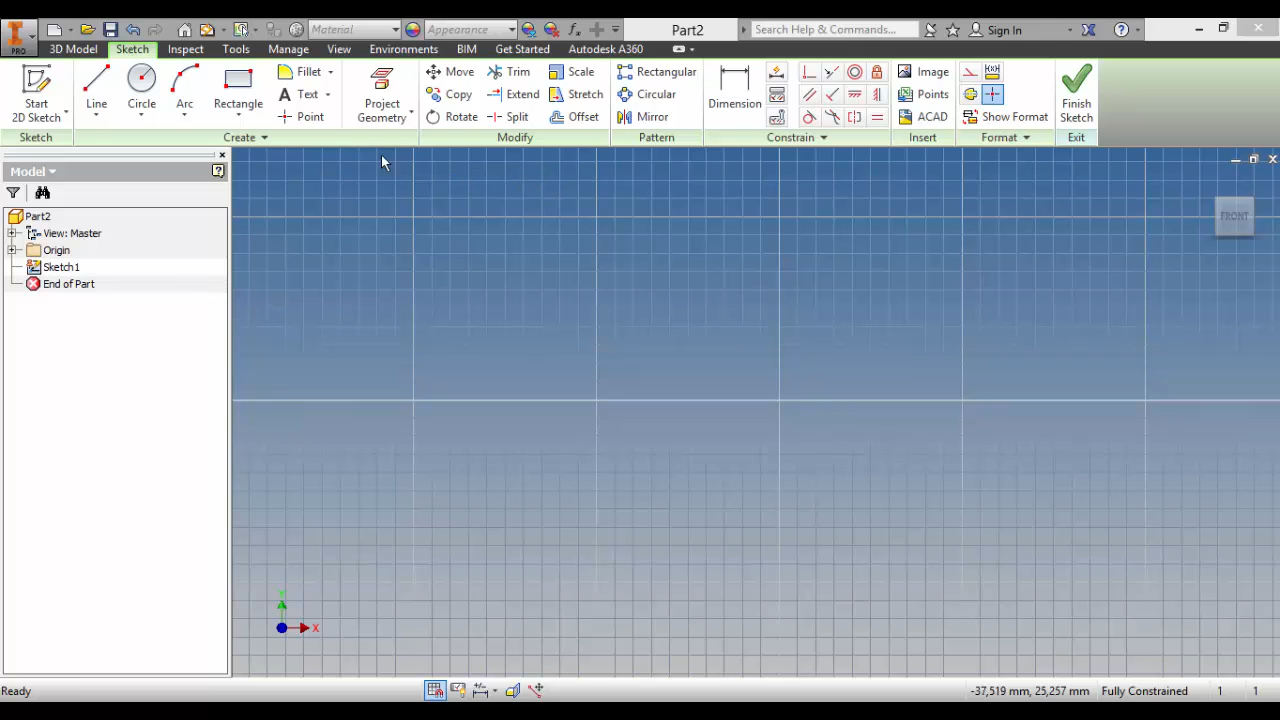 Material Appearance Part2 Search Help & Commands... Sign In
PRO 3D Model Sketch Inspect Tools Manage View Environments BIM Get Started Autodesk A360
Start 2D Sketch Line Circle Arc Rectangle Fillet Text Point Project Geometry Move Copy Rotate Trim Extend Split Scale Stretch Offset Rectangular Circular Mirror Dimension Image Points ACAD Show Format Finish Sketch
Sketch Create Modify Pattern Constrain Insert Format Exit
Model
Part2
View: Master
Origin
Sketch1
End of Part
FRONT
Y
X
Ready -37,519 mm, 25,257 mm Fully Constrained 1 1